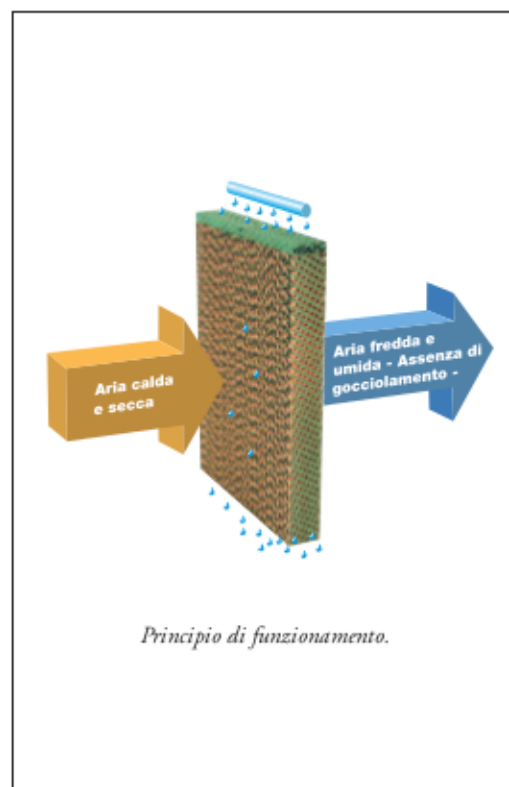 Aria calda
e secca
Aria fredda e
umida - Assenza di
gocciolamento -
Principio di funzionamento.